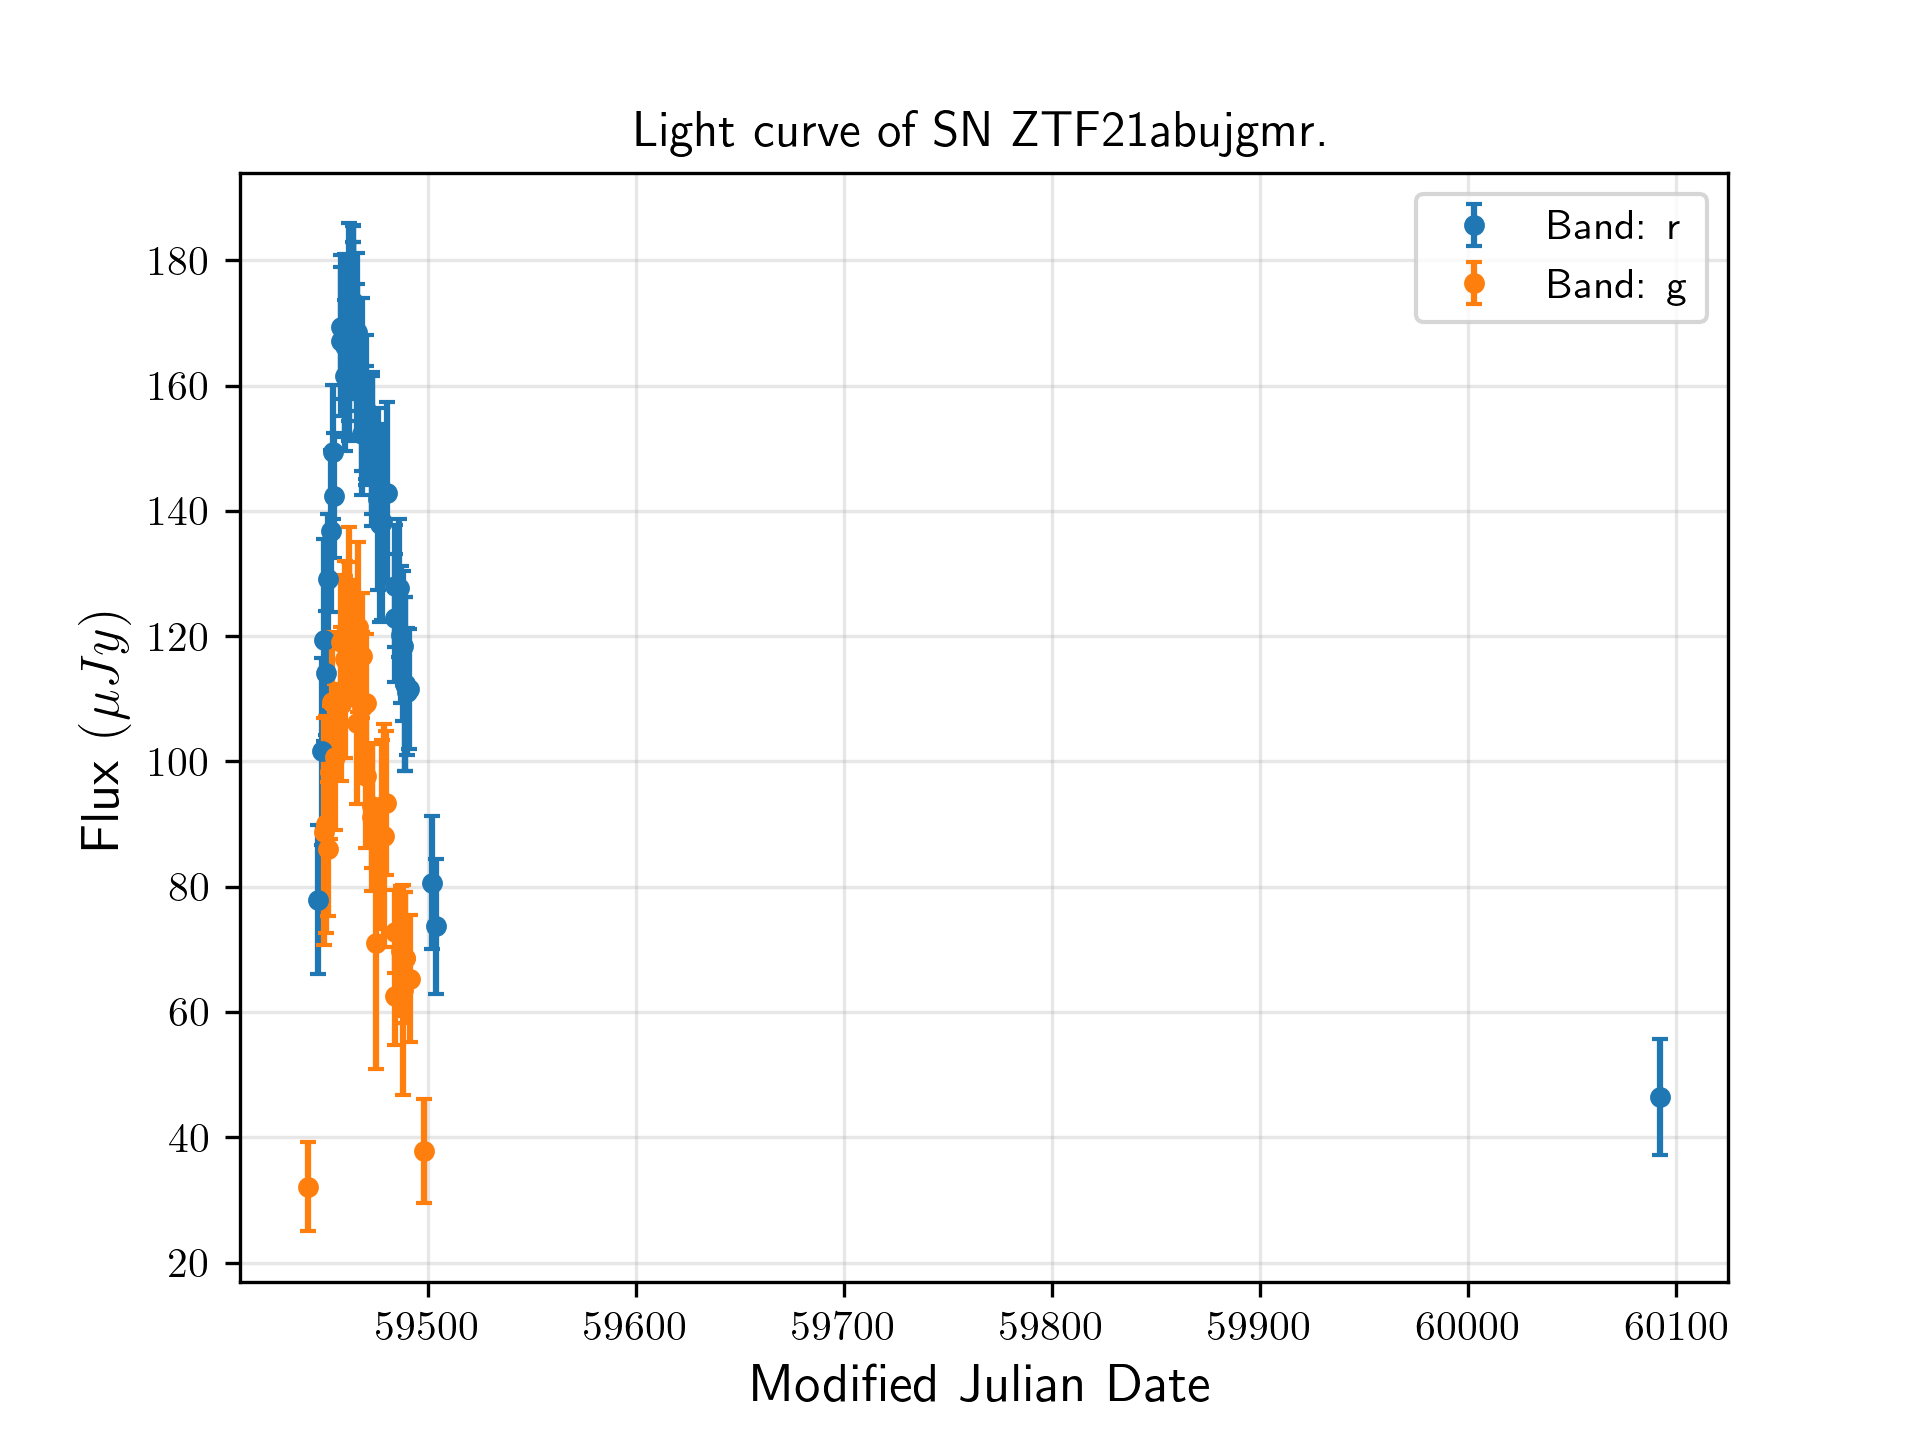 Light curve of SN ZTF21abujgmr.
Band: r
Band: g
180
160
140
120
100
80
60
40
20
Flux (μJy)
59500 59600 59700 59800 59900 60000 60100
Modified Julian Date